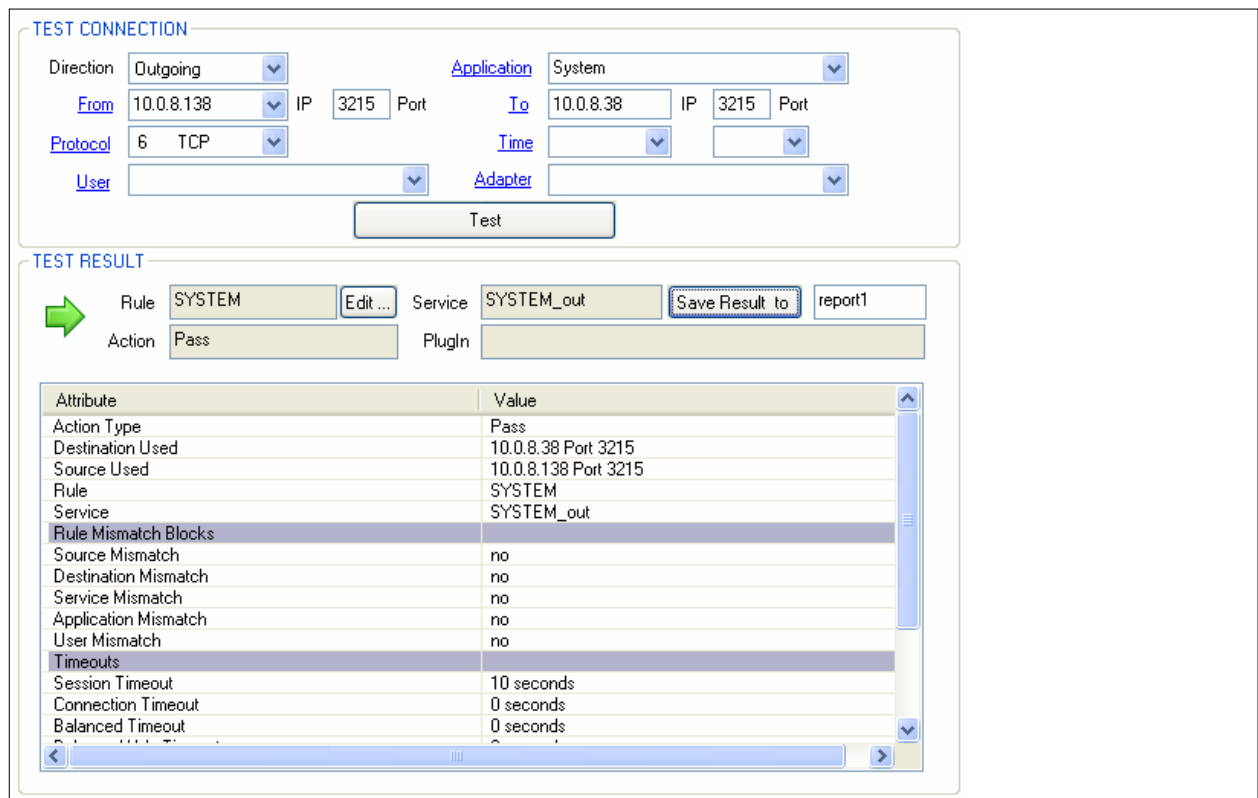 TEST CONNECTION
Direction Outgoing Application System
From 10.0.8.138 IP 3215 Port To 10.0.8.38 IP 3215 Port
Protocol 6 TCP Time
User Adapter
Test
TEST RESULT
Rule SYSTEM Edit ... Service SYSTEM_out Save Result to report1
Action Pass PlugIn
Attribute Value
Action Type Pass
Destination Used 10.0.8.38 Port 3215
Source Used 10.0.8.138 Port 3215
Rule SYSTEM
Service SYSTEM_out
Rule Mismatch Blocks
Source Mismatch no
Destination Mismatch no
Service Mismatch no
Application Mismatch no
User Mismatch no
Timeouts
Session Timeout 10 seconds
Connection Timeout 0 seconds
Balanced Timeout 0 seconds